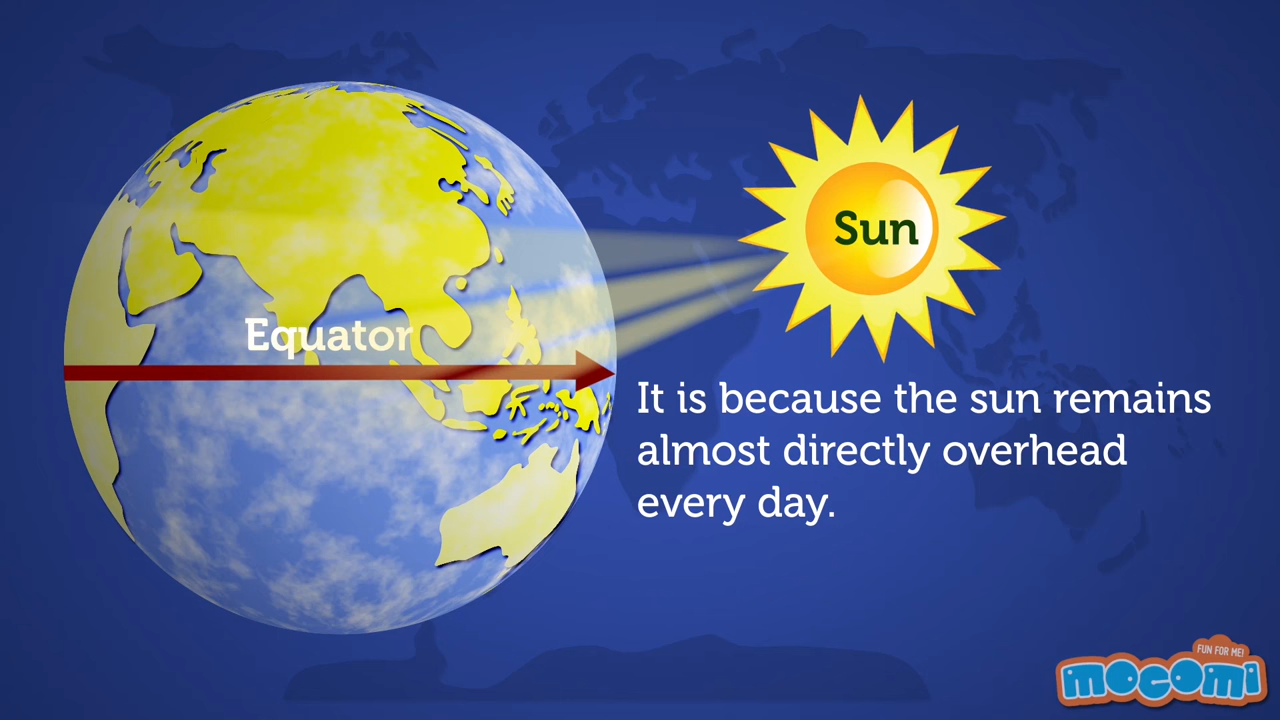 Sun
Equator
It is because the sun remains
almost directly overhead
every day.
FUN FOR ME!
mocomi